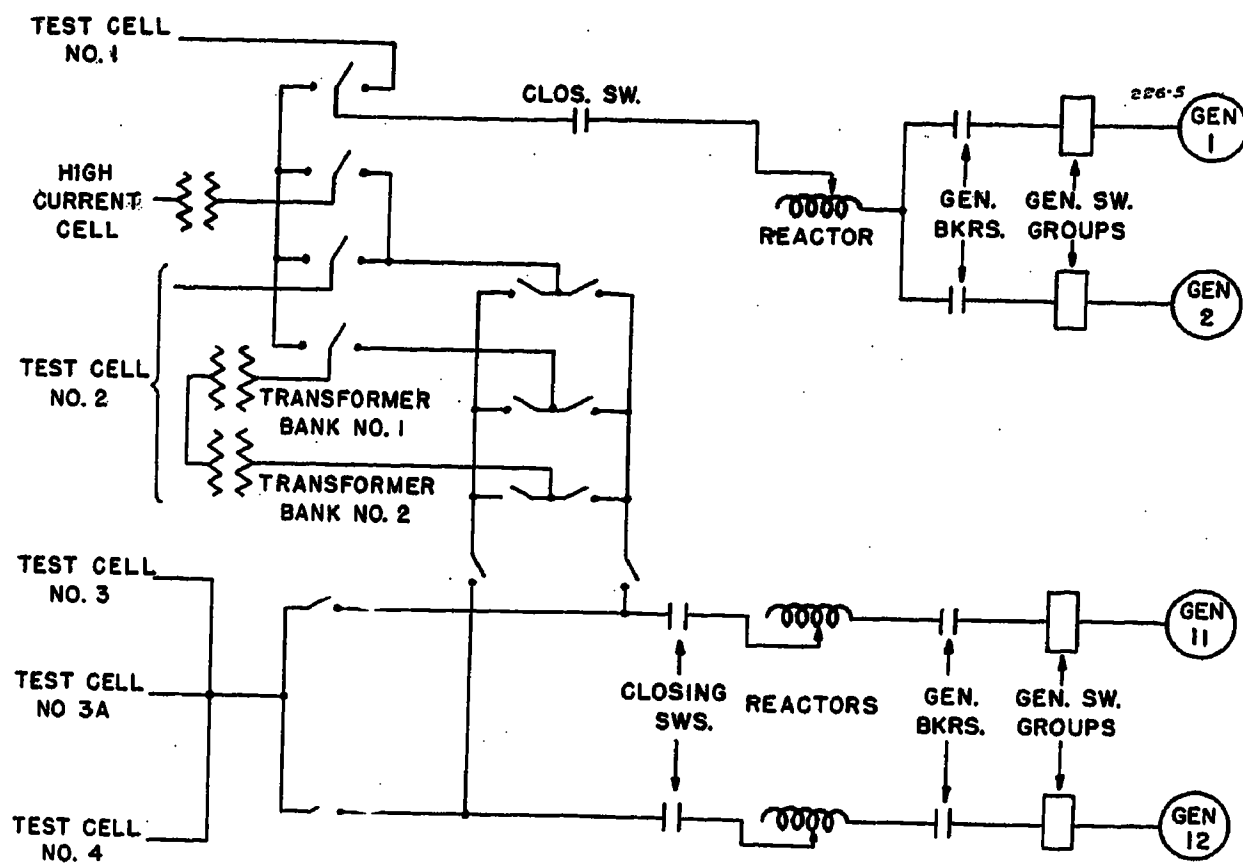 TEST CELL
NO. 1
CLOS. SW.
226-5
GEN
1
HIGH
CURRENT
CELL
REACTOR
GEN.
BKRS.
GEN. SW.
GROUPS
GEN
2
TEST CELL
NO. 2
TRANSFORMER
BANK NO. 1
TRANSFORMER
BANK NO. 2
TEST CELL
NO. 3
GEN
11
TEST CELL
NO 3A
CLOSING
SWS.
REACTORS
GEN.
BKRS.
GEN. SW.
GROUPS
TEST CELL
NO. 4
GEN
12